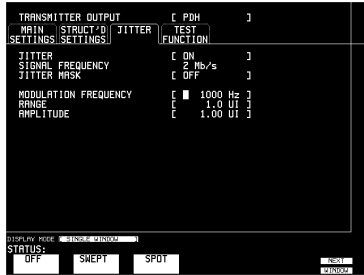 TRANSMITTER OUTPUT [ PDH ]
MAIN SETTINGS STRUCT'D SETTINGS JITTER TEST FUNCTION
JITTER [ ON ]
SIGNAL FREQUENCY 2 Mb/s
JITTER MASK [ OFF ]
MODULATION FREQUENCY [ 1000 Hz ]
RANGE [ 1.0 UI ]
AMPLITUDE [ 1.00 UI ]
DISPLAY MODE [ SINGLE WINDOW ]
STATUS:
OFF SWEPT SPOT
NEXT
WINDOW